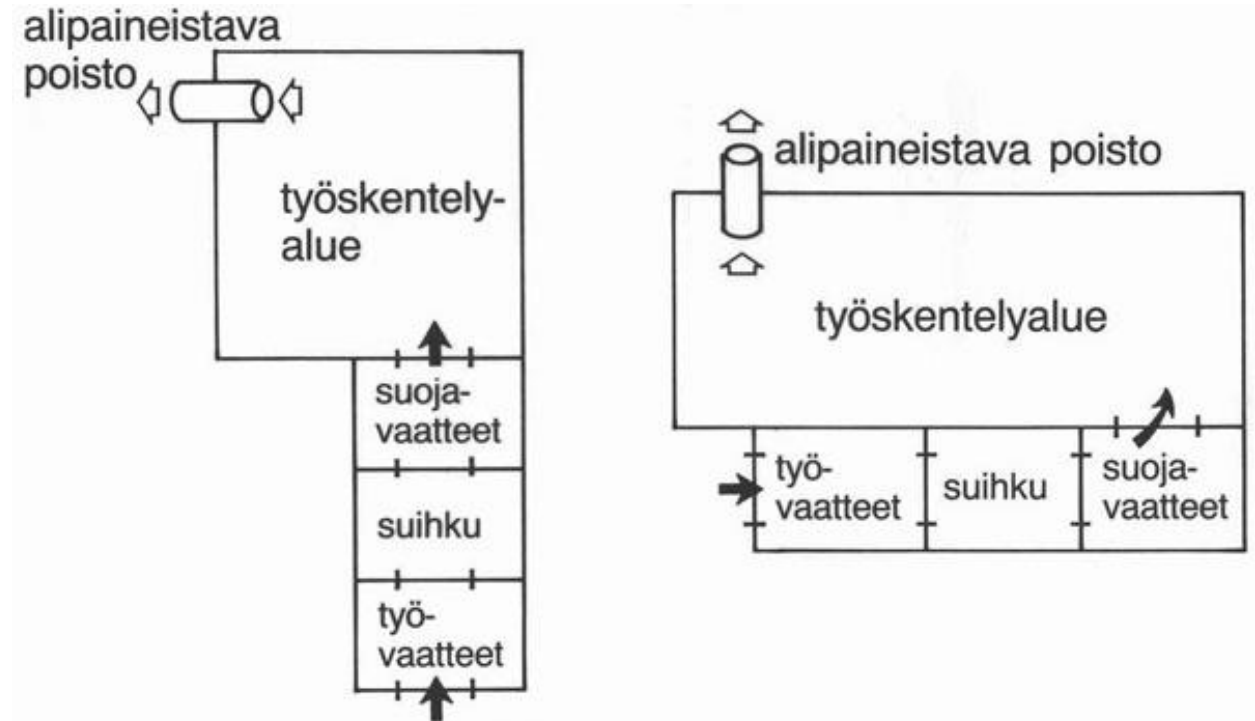 alipaineistava
poisto
työskentely-
alue
suoja-
vaatteet
suihku
työ-
vaatteet
alipaineistava poisto
työskentelyalue
työ-
vaatteet
suihku
suoja-
vaatteet